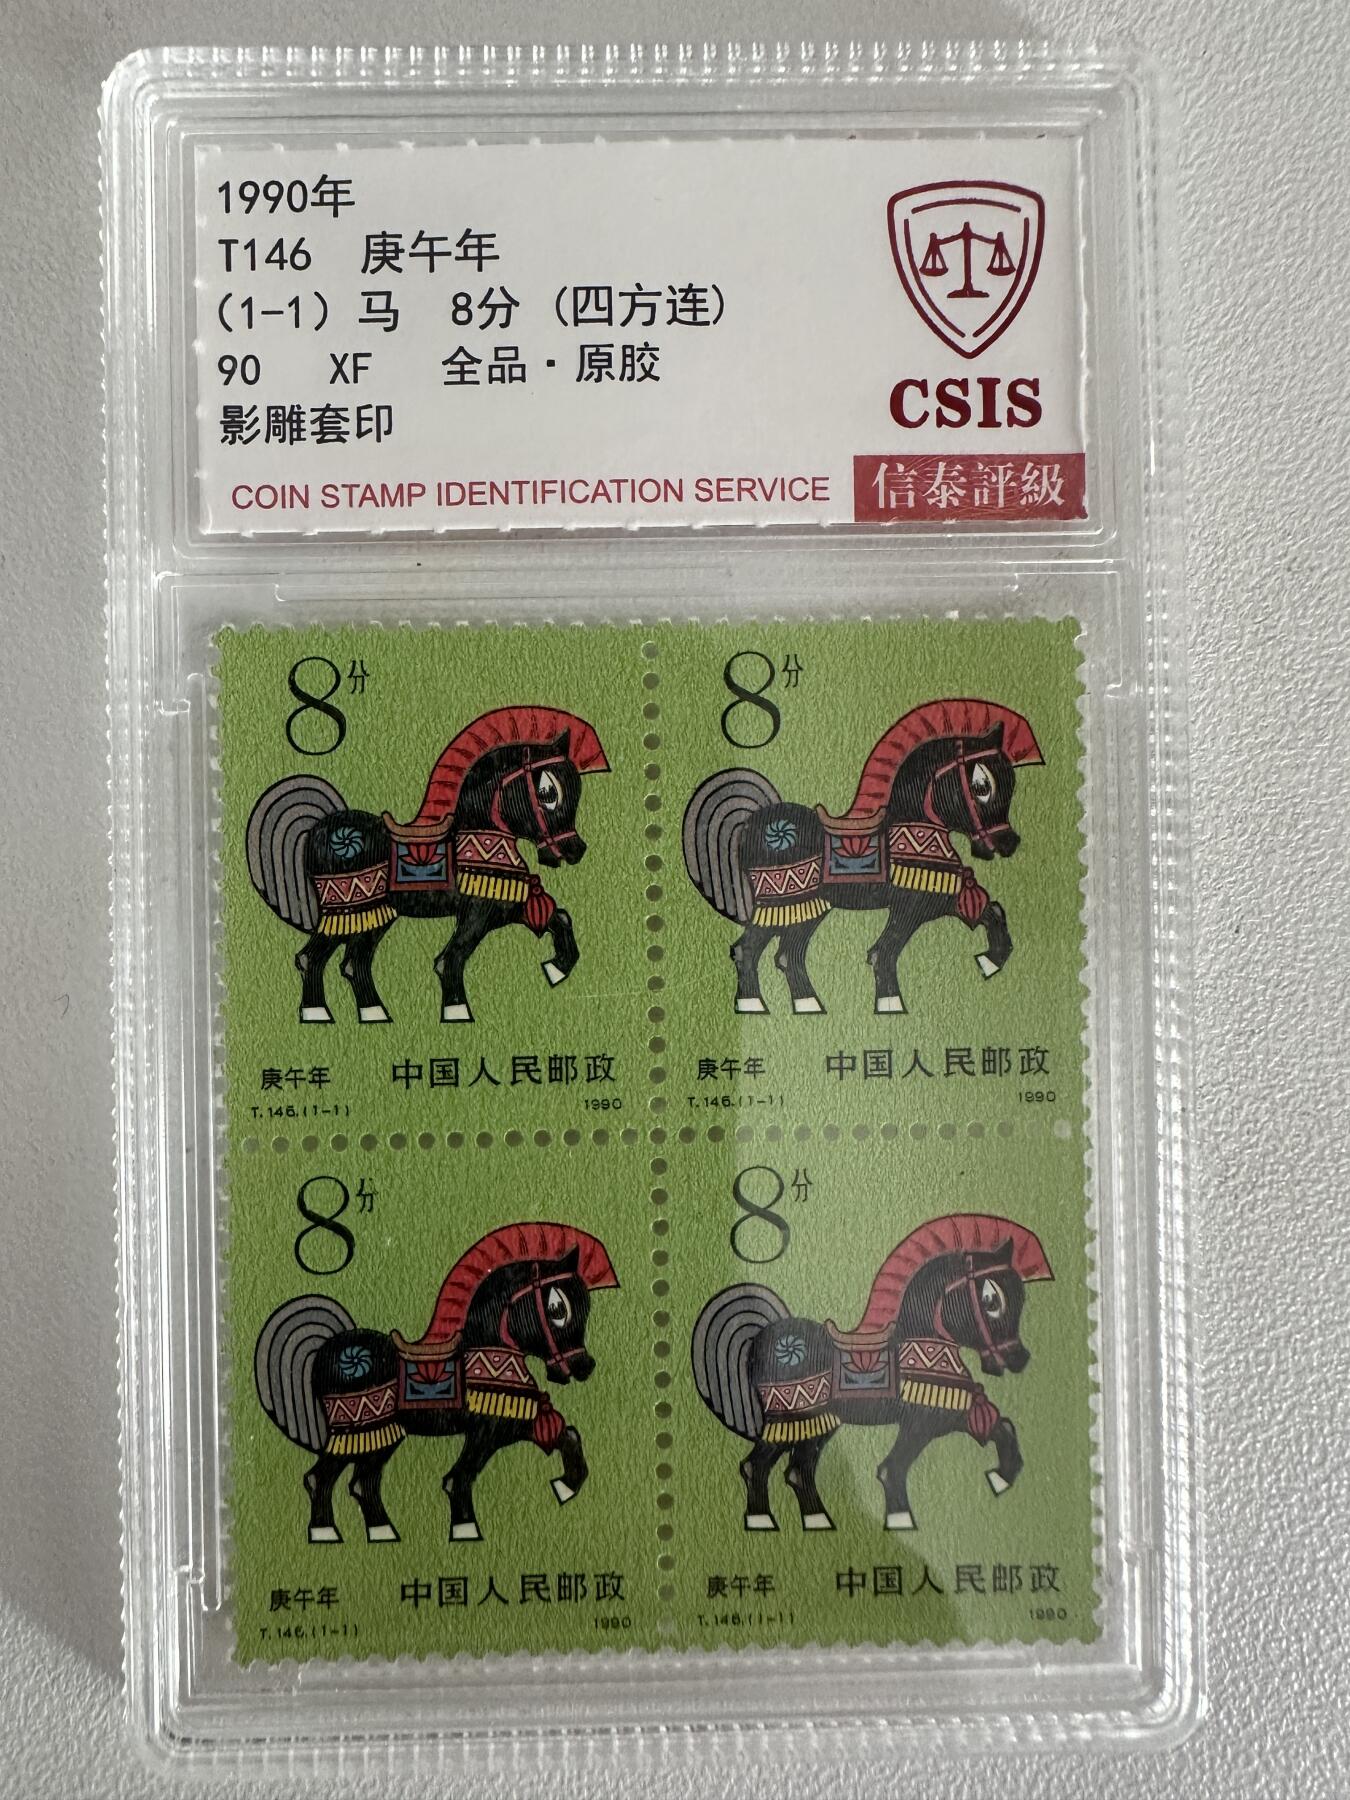 1990年
T146 庚午年
(1-1) 马 8分 (四方连)
90 XF 全品·原胶
影雕套印
CSIS
COIN STAMP IDENTIFICATION SERVICE 信泰評級
8分
8分
庚午年 中国人民邮政
T.146.(1-1) 1990
庚午年 中国人民邮政
T.146.(1-1) 1990
8分
8分
庚午年 中国人民邮政
T.146.(1-1) 1990
庚午年 中国人民邮政
T.146.(1-1) 1990